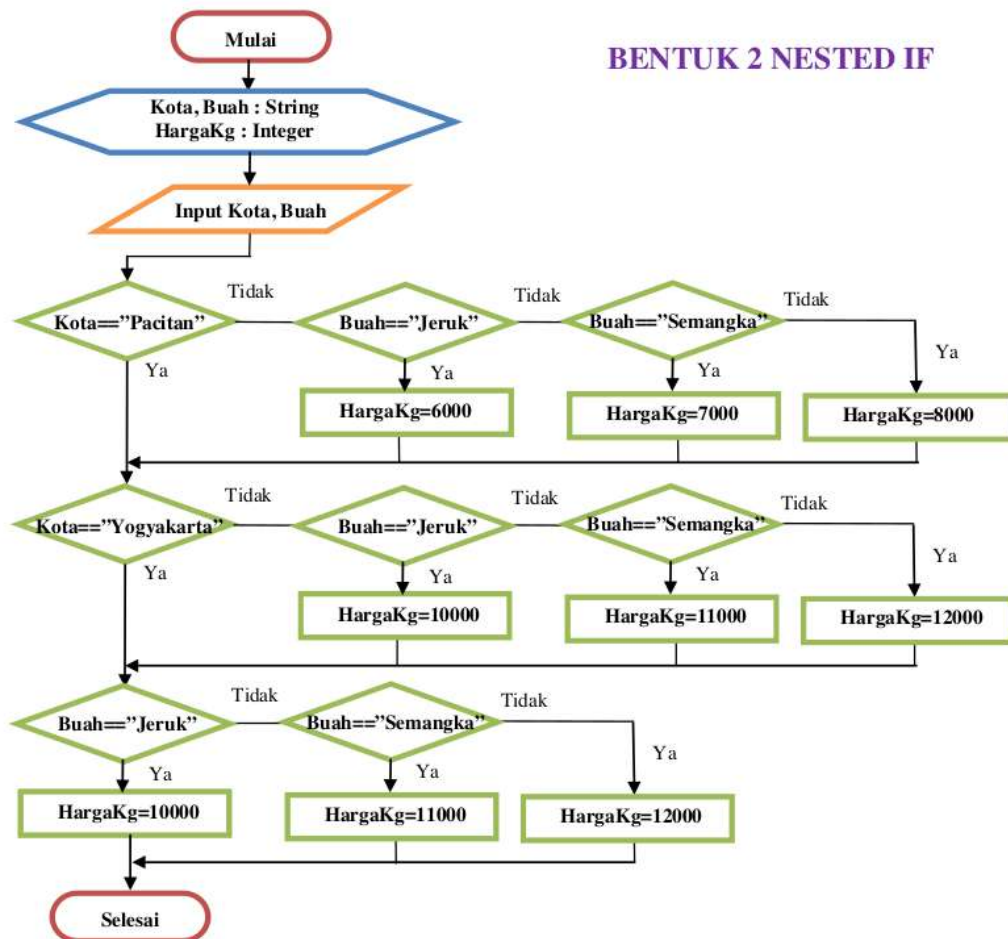 Mulai
BENTUK 2 NESTED IF
Kota, Buah : String
HargaKg : Integer
Input Kota, Buah
Kota=="Pacitan"
Tidak
Buah=="Jeruk"
Tidak
Buah=="Semangka"
Tidak
Ya
Ya
Ya
Ya
HargaKg=6000
HargaKg=7000
HargaKg=8000
Kota=="Yogyakarta"
Tidak
Buah=="Jeruk"
Tidak
Buah=="Semangka"
Tidak
Ya
Ya
Ya
Ya
HargaKg=10000
HargaKg=11000
HargaKg=12000
Buah=="Jeruk"
Tidak
Buah=="Semangka"
Tidak
Ya
Ya
Ya
HargaKg=10000
HargaKg=11000
HargaKg=12000
Selesai